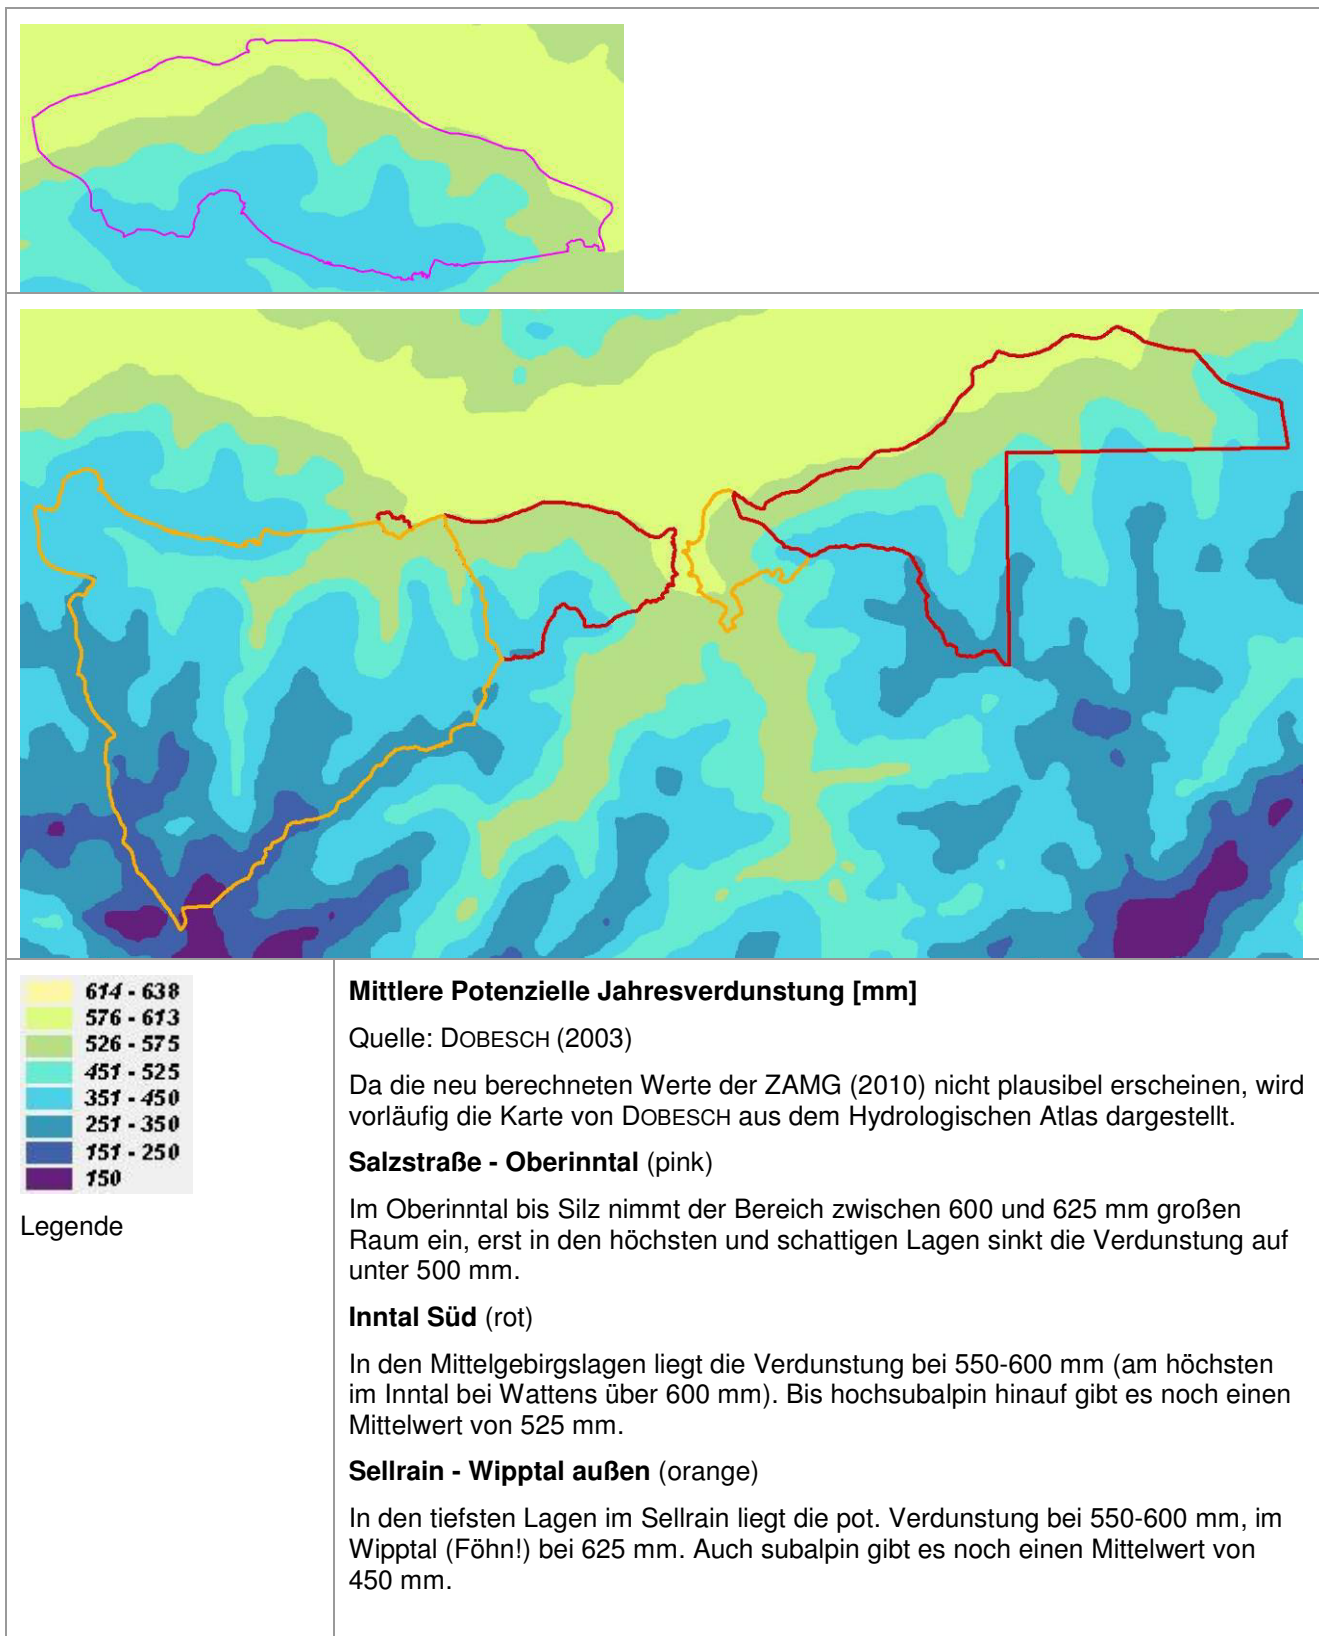 614 - 638
576 - 613
526 - 575
451 - 525
351 - 450
251 - 350
151 - 250
150
Legende
Mittlere Potenzielle Jahresverdunstung [mm]
Quelle: DOBESCH (2003)
Da die neu berechneten Werte der ZAMG (2010) nicht plausibel erscheinen, wird
vorläufig die Karte von DOBESCH aus dem Hydrologischen Atlas dargestellt.
Salzstraße - Oberinntal (pink)
Im Oberinntal bis Silz nimmt der Bereich zwischen 600 und 625 mm großen
Raum ein, erst in den höchsten und schattigen Lagen sinkt die Verdunstung auf
unter 500 mm.
Inntal Süd (rot)
In den Mittelgebirgslagen liegt die Verdunstung bei 550-600 mm (am höchsten
im Inntal bei Wattens über 600 mm). Bis hochsubalpin hinauf gibt es noch einen
Mittelwert von 525 mm.
Sellrain - Wipptal außen (orange)
In den tiefsten Lagen im Sellrain liegt die pot. Verdunstung bei 550-600 mm, im
Wipptal (Föhn!) bei 625 mm. Auch subalpin gibt es noch einen Mittelwert von
450 mm.